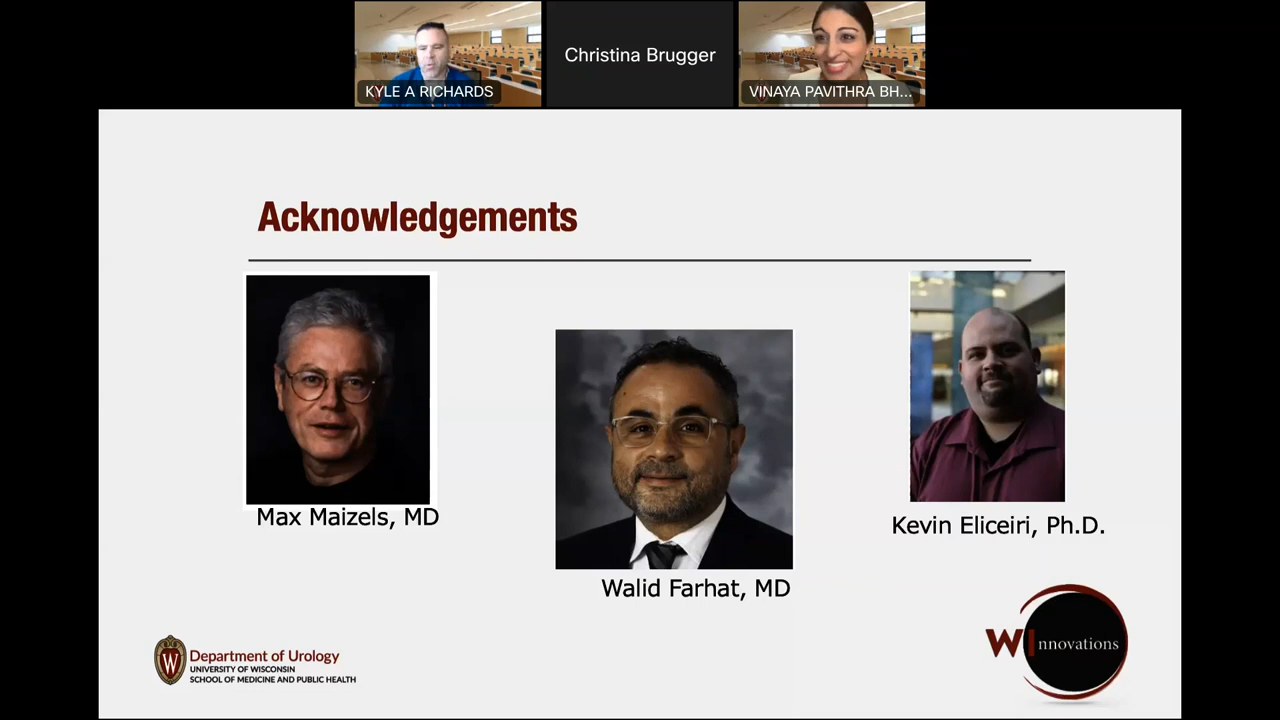 KYLE A RICHARDS
Christina Brugger
VINAYA PAVITHRA BH...
Acknowledgements
Max Maizels, MD
Walid Farhat, MD
Kevin Eliceiri, Ph.D.
W
Department of Urology
UNIVERSITY OF WISCONSIN
SCHOOL OF MEDICINE AND PUBLIC HEALTH
WInnovations